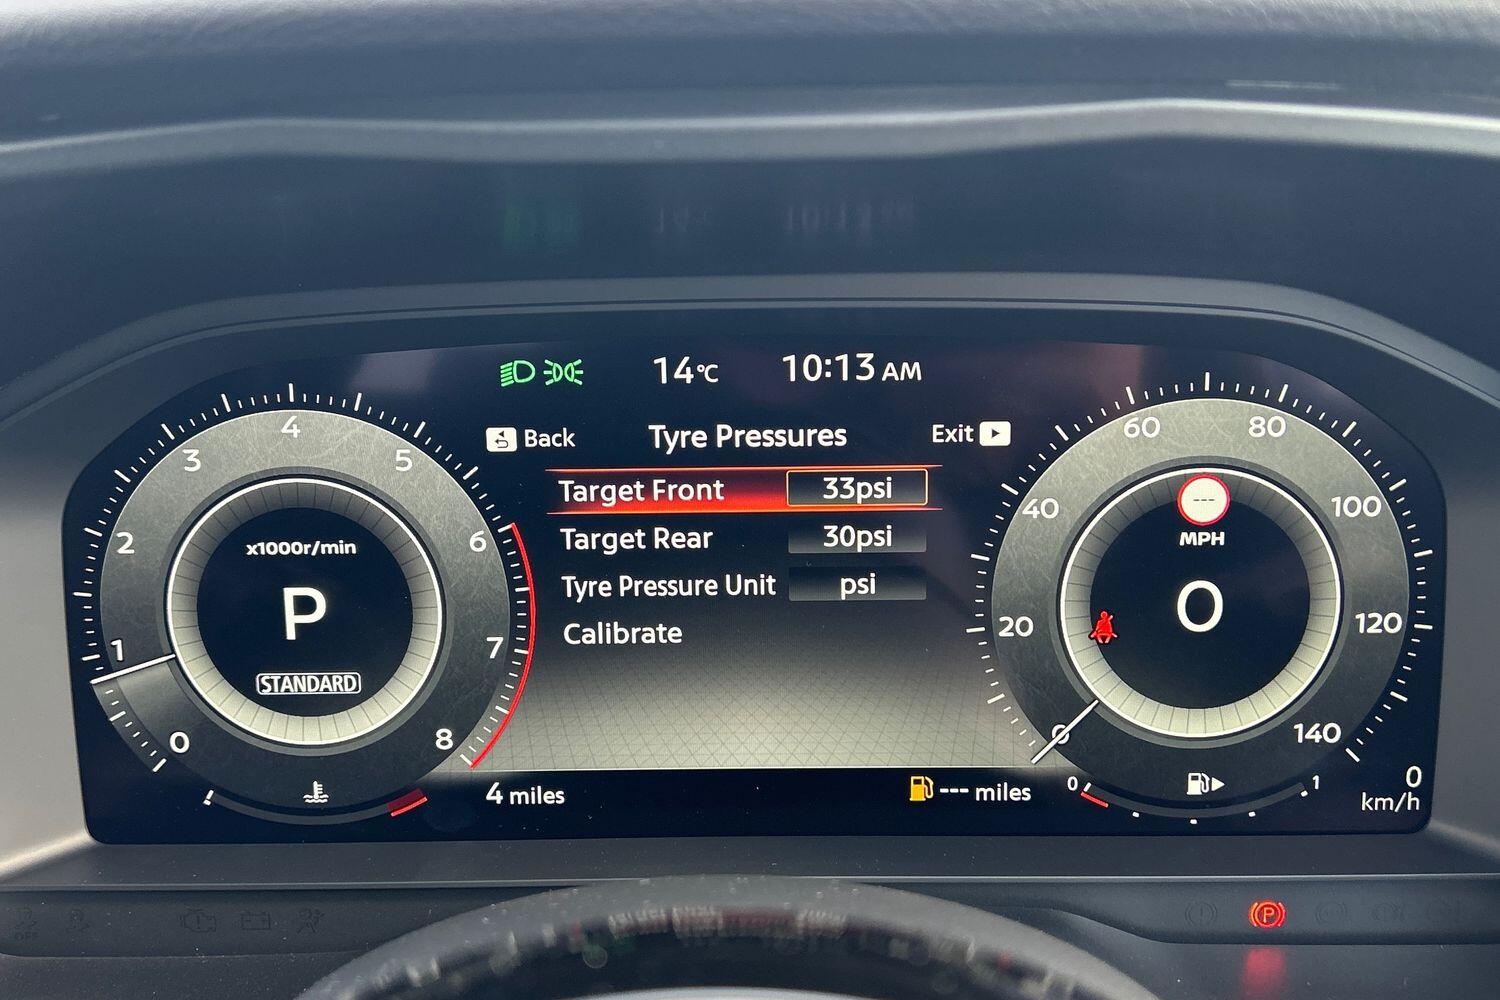 14°C
10:13 AM
Back
Tyre Pressures
Exit
Target Front 33psi
Target Rear 30psi
Tyre Pressure Unit psi
Calibrate
0
1
2
3
4
5
6
7
8
x1000r/min
P
STANDARD
0
20
40
60
80
100
120
140
---
MPH
0
4 miles
--- miles
0
1
0
km/h
P